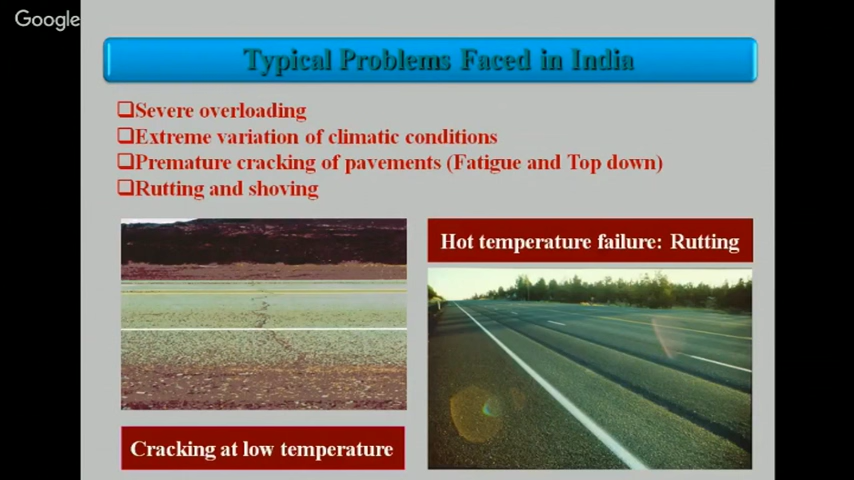 Google
Typical Problems Faced in India
❑Severe overloading
❑Extreme variation of climatic conditions
❑Premature cracking of pavements (Fatigue and Top down)
❑Rutting and shoving
Hot temperature failure: Rutting
Cracking at low temperature